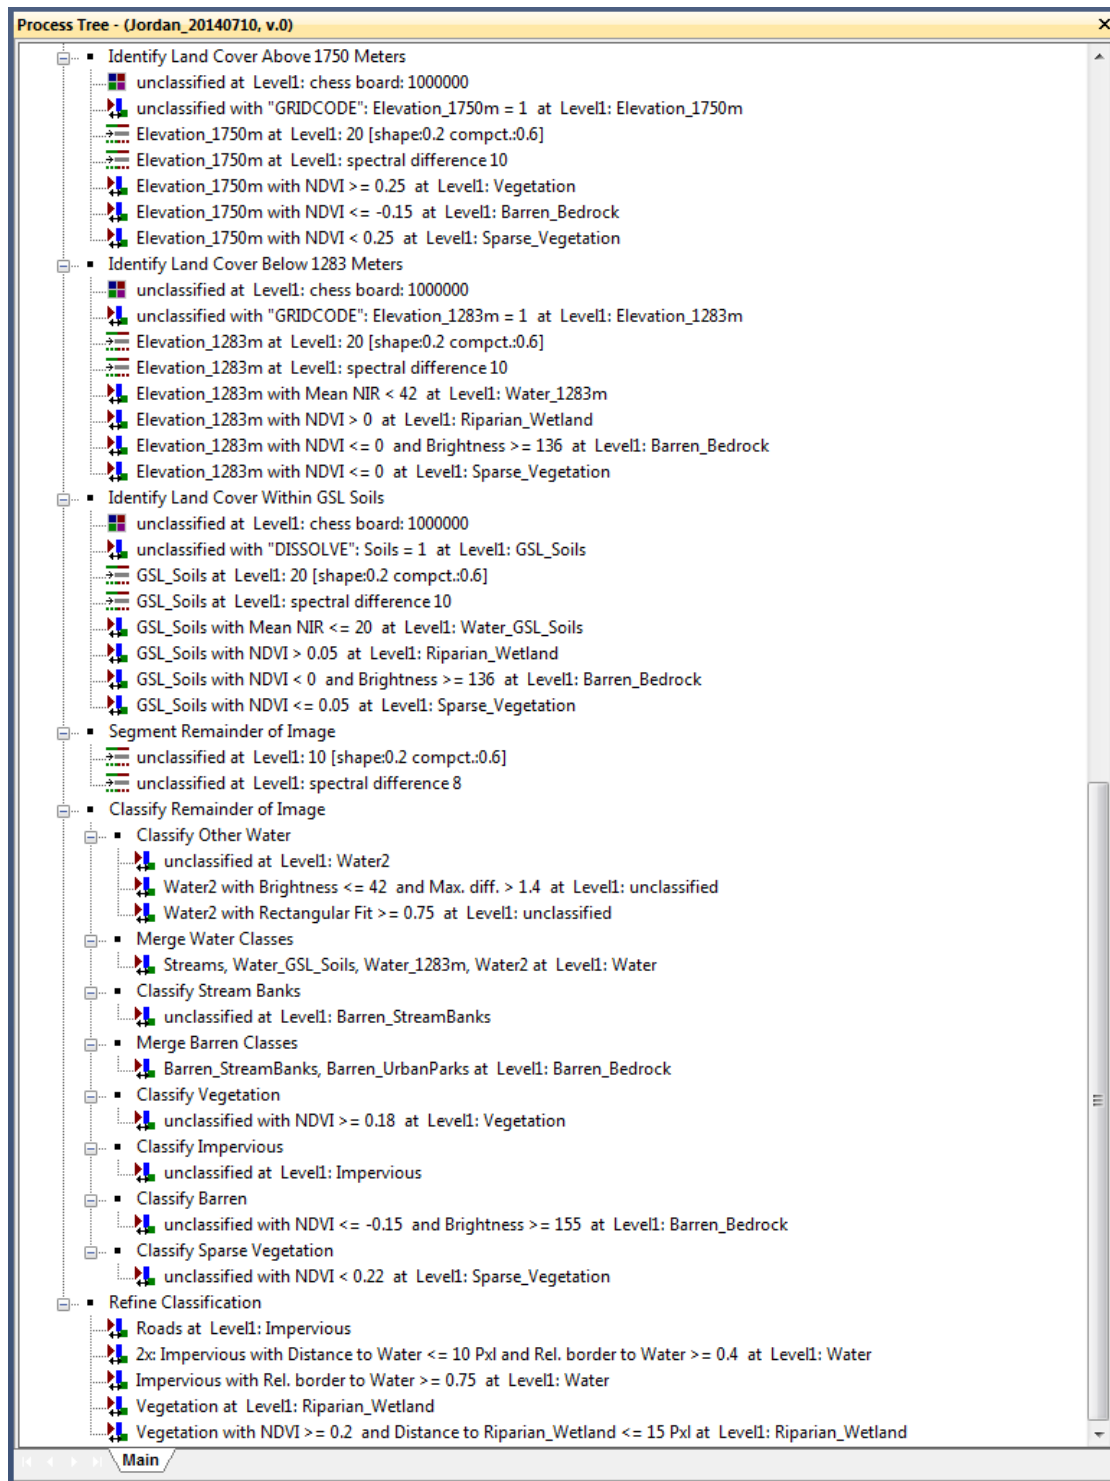 Process Tree - (Jordan_20140710, v.0)
Identify Land Cover Above 1750 Meters
unclassified at Level1: chess board: 1000000
unclassified with "GRIDCODE": Elevation_1750m = 1 at Level1: Elevation_1750m
Elevation_1750m at Level1: 20 [shape:0.2 compct.:0.6]
Elevation_1750m at Level1: spectral difference 10
Elevation_1750m with NDVI >= 0.25 at Level1: Vegetation
Elevation_1750m with NDVI <= -0.15 at Level1: Barren_Bedrock
Elevation_1750m with NDVI < 0.25 at Level1: Sparse_Vegetation
Identify Land Cover Below 1283 Meters
unclassified at Level1: chess board: 1000000
unclassified with "GRIDCODE": Elevation_1283m = 1 at Level1: Elevation_1283m
Elevation_1283m at Level1: 20 [shape:0.2 compct.:0.6]
Elevation_1283m at Level1: spectral difference 10
Elevation_1283m with Mean NIR < 42 at Level1: Water_1283m
Elevation_1283m with NDVI > 0 at Level1: Riparian_Wetland
Elevation_1283m with NDVI <= 0 and Brightness >= 136 at Level1: Barren_Bedrock
Elevation_1283m with NDVI <= 0 at Level1: Sparse_Vegetation
Identify Land Cover Within GSL Soils
unclassified at Level1: chess board: 1000000
unclassified with "DISSOLVE": Soils = 1 at Level1: GSL_Soils
GSL_Soils at Level1: 20 [shape:0.2 compct.:0.6]
GSL_Soils at Level1: spectral difference 10
GSL_Soils with Mean NIR <= 20 at Level1: Water_GSL_Soils
GSL_Soils with NDVI > 0.05 at Level1: Riparian_Wetland
GSL_Soils with NDVI < 0 and Brightness >= 136 at Level1: Barren_Bedrock
GSL_Soils with NDVI <= 0.05 at Level1: Sparse_Vegetation
Segment Remainder of Image
unclassified at Level1: 10 [shape:0.2 compct.:0.6]
unclassified at Level1: spectral difference 8
Classify Remainder of Image
Classify Other Water
unclassified at Level1: Water2
Water2 with Brightness <= 42 and Max. diff. > 1.4 at Level1: unclassified
Water2 with Rectangular Fit >= 0.75 at Level1: unclassified
Merge Water Classes
Streams, Water_GSL_Soils, Water_1283m, Water2 at Level1: Water
Classify Stream Banks
unclassified at Level1: Barren_StreamBanks
Merge Barren Classes
Barren_StreamBanks, Barren_UrbanParks at Level1: Barren_Bedrock
Classify Vegetation
unclassified with NDVI >= 0.18 at Level1: Vegetation
Classify Impervious
unclassified at Level1: Impervious
Classify Barren
unclassified with NDVI <= -0.15 and Brightness >= 155 at Level1: Barren_Bedrock
Classify Sparse Vegetation
unclassified with NDVI < 0.22 at Level1: Sparse_Vegetation
Refine Classification
Roads at Level1: Impervious
2x: Impervious with Distance to Water <= 10 Pxl and Rel. border to Water >= 0.4 at Level1: Water
Impervious with Rel. border to Water >= 0.75 at Level1: Water
Vegetation at Level1: Riparian_Wetland
Vegetation with NDVI >= 0.2 and Distance to Riparian_Wetland <= 15 Pxl at Level1: Riparian_Wetland
Main